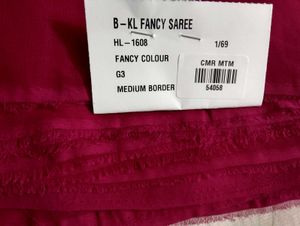 B-KL FANCY SAREE
HL-1608 1/69
FANCY COLOUR
G3
MEDIUM BORDER
CMR MTM
54058